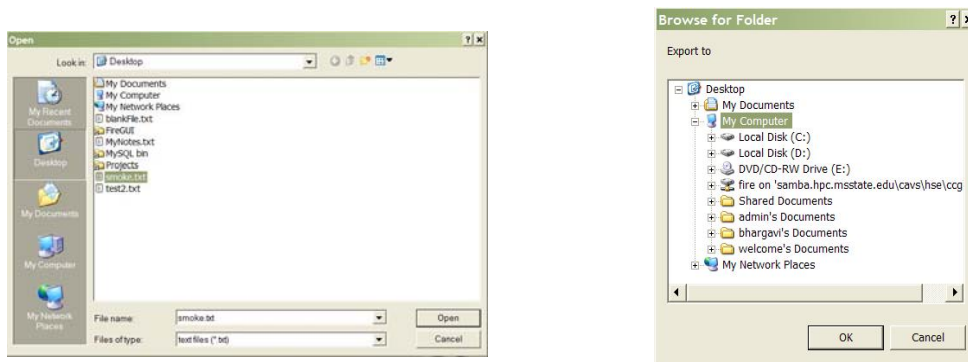 Open
Look in: Desktop
My Recent Documents
Desktop
My Documents
My Computer
My Network Places
My Documents
My Computer
My Network Places
blankFile.txt
FireGUI
MyNotes.txt
MySQL bin
Projects
smoke.txt
test2.txt
File name: smoke.txt Open
Files of type: text files (*.txt) Cancel
Browse for Folder
Export to
Desktop
My Documents
My Computer
Local Disk (C:)
Local Disk (D:)
DVD/CD-RW Drive (E:)
fire on 'samba.hpc.msstate.edu\cavs\hse\ccg
Shared Documents
admin's Documents
bhargavi's Documents
welcome's Documents
My Network Places
OK Cancel